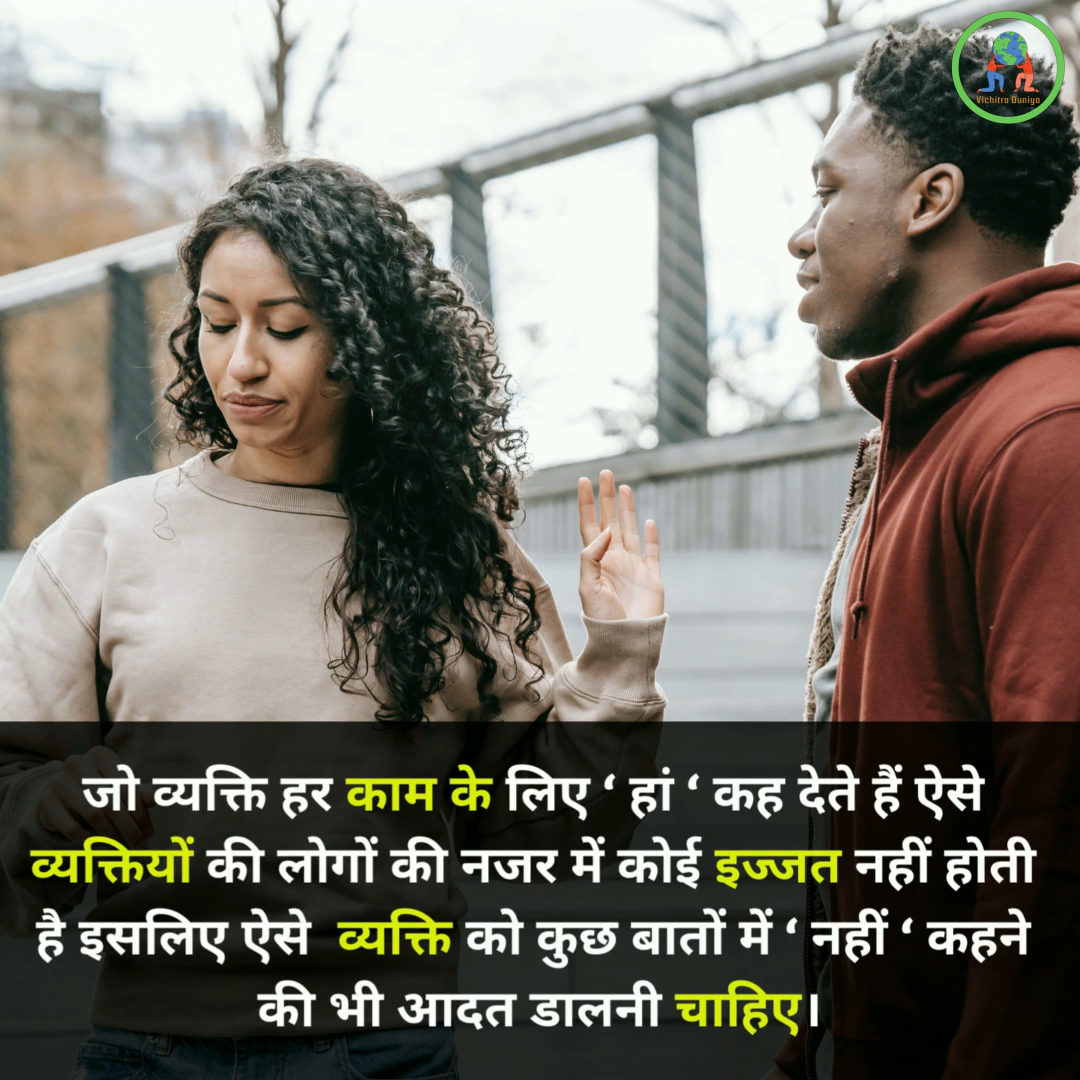 Vichitra Duniya
जो व्यक्ति हर काम के लिए ‘ हां ‘ कह देते हैं ऐसे
व्यक्तियों की लोगों की नजर में कोई इज्जत नहीं होती
है इसलिए ऐसे व्यक्ति को कुछ बातों में ‘ नहीं ‘ कहने
की भी आदत डालनी चाहिए।